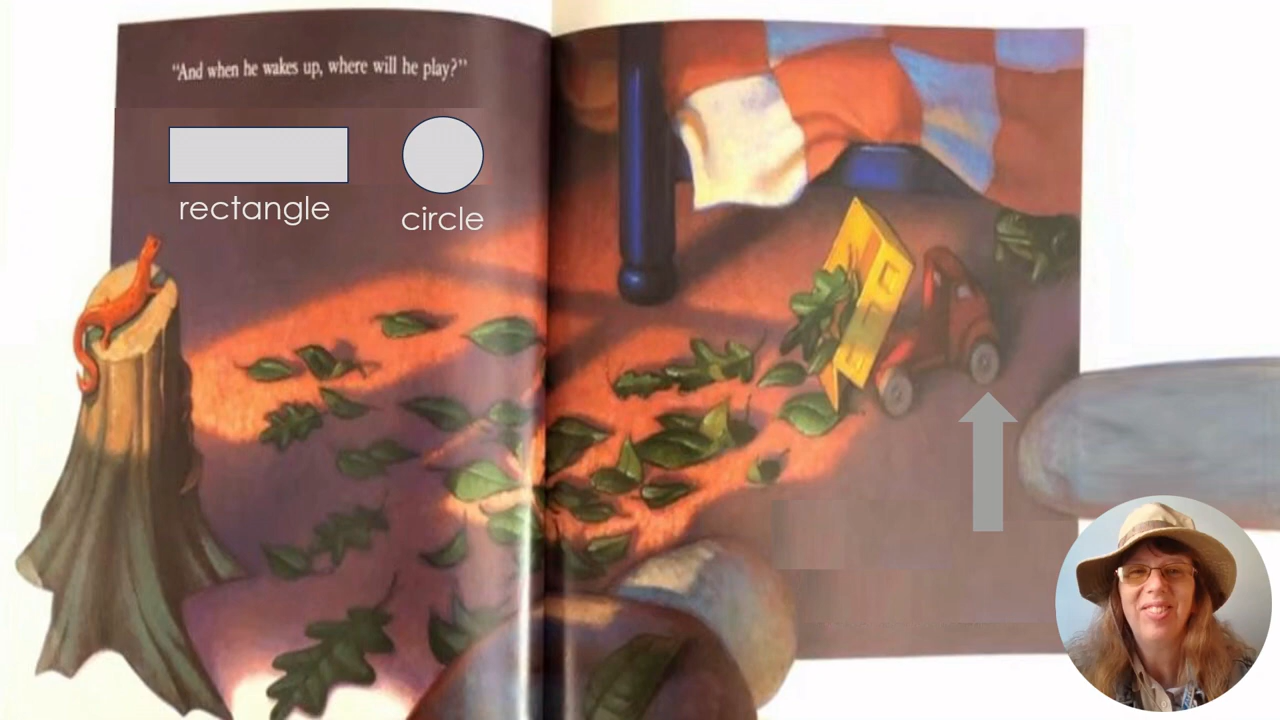 “And when he wakes up, where will he play?”
rectangle
circle